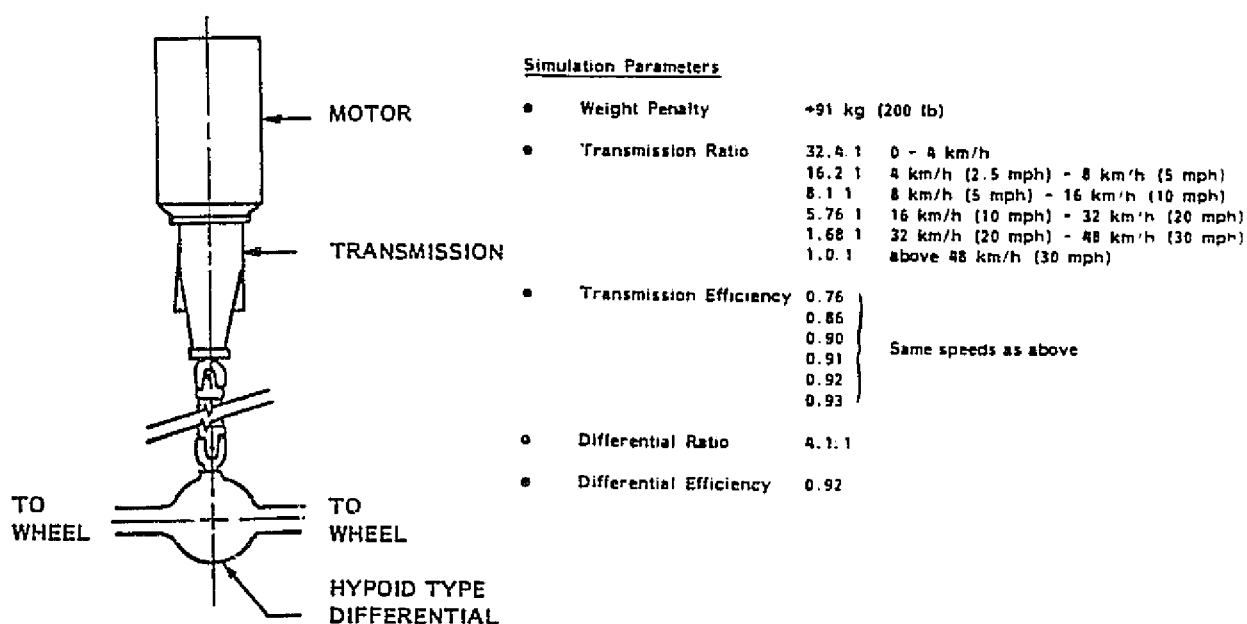 MOTOR
TRANSMISSION
TO WHEEL
TO WHEEL
HYPOID TYPE
DIFFERENTIAL
Simulation Parameters
• Weight Penalty +91 kg (200 lb)
• Transmission Ratio 32.4.1 0 - 4 km/h
16.2 1 4 km/h (2.5 mph) - 8 km/h (5 mph)
8.1 1 8 km/h (5 mph) - 16 km/h (10 mph)
5.76 1 16 km/h (10 mph) - 32 km/h (20 mph)
1.68 1 32 km/h (20 mph) - 48 km/h (30 mph)
1.0.1 above 48 km/h (30 mph)
• Transmission Efficiency 0.76
0.86
0.90
0.91
0.92
0.93
Same speeds as above
• Differential Ratio 4.1:1
• Differential Efficiency 0.92